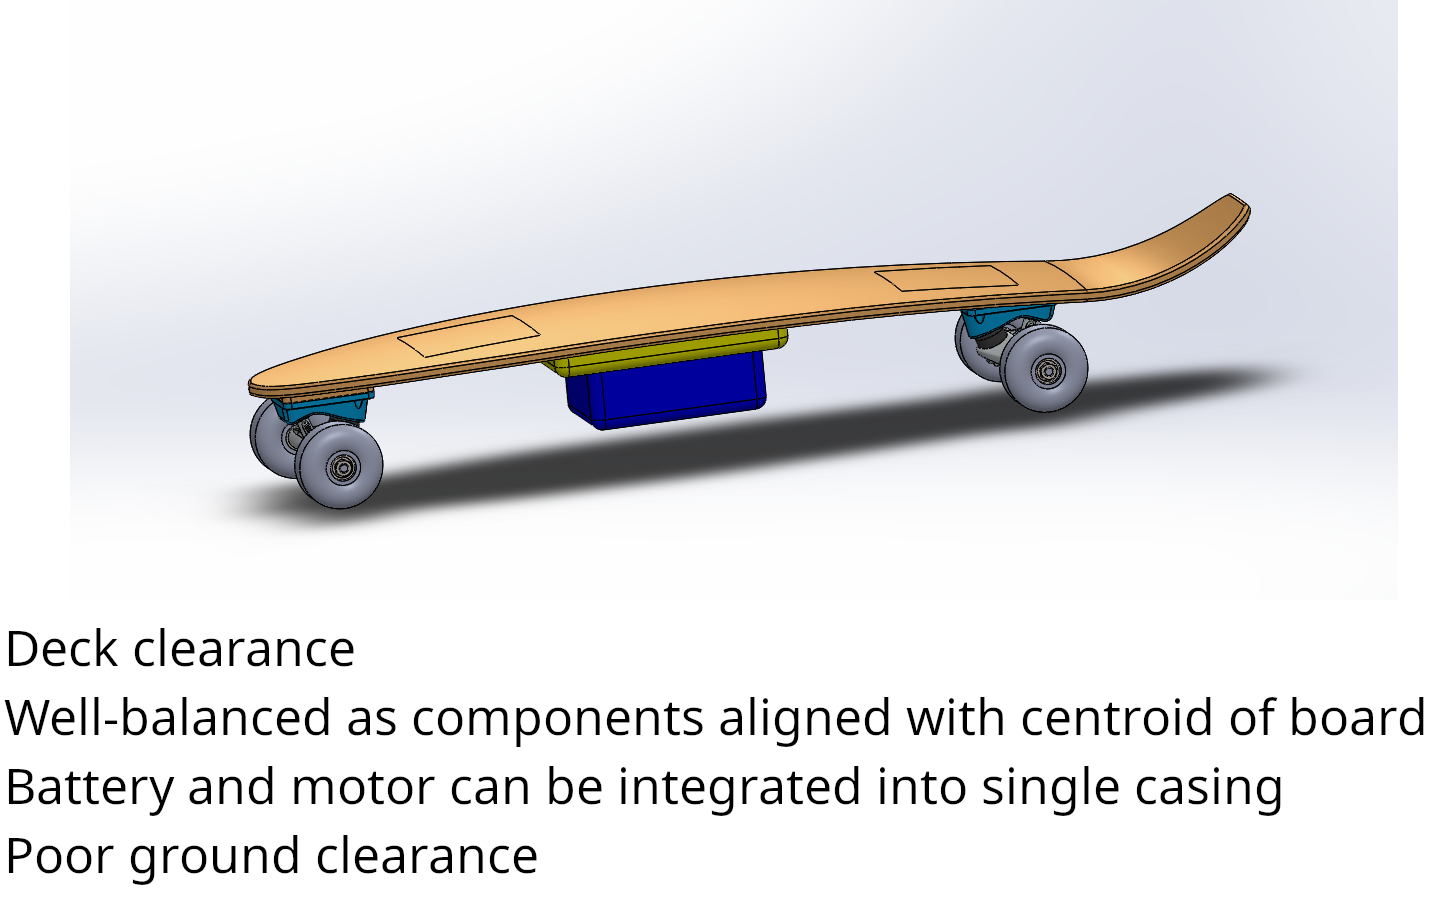 Deck clearance
Well-balanced as components aligned with centroid of board
Battery and motor can be integrated into single casing
Poor ground clearance